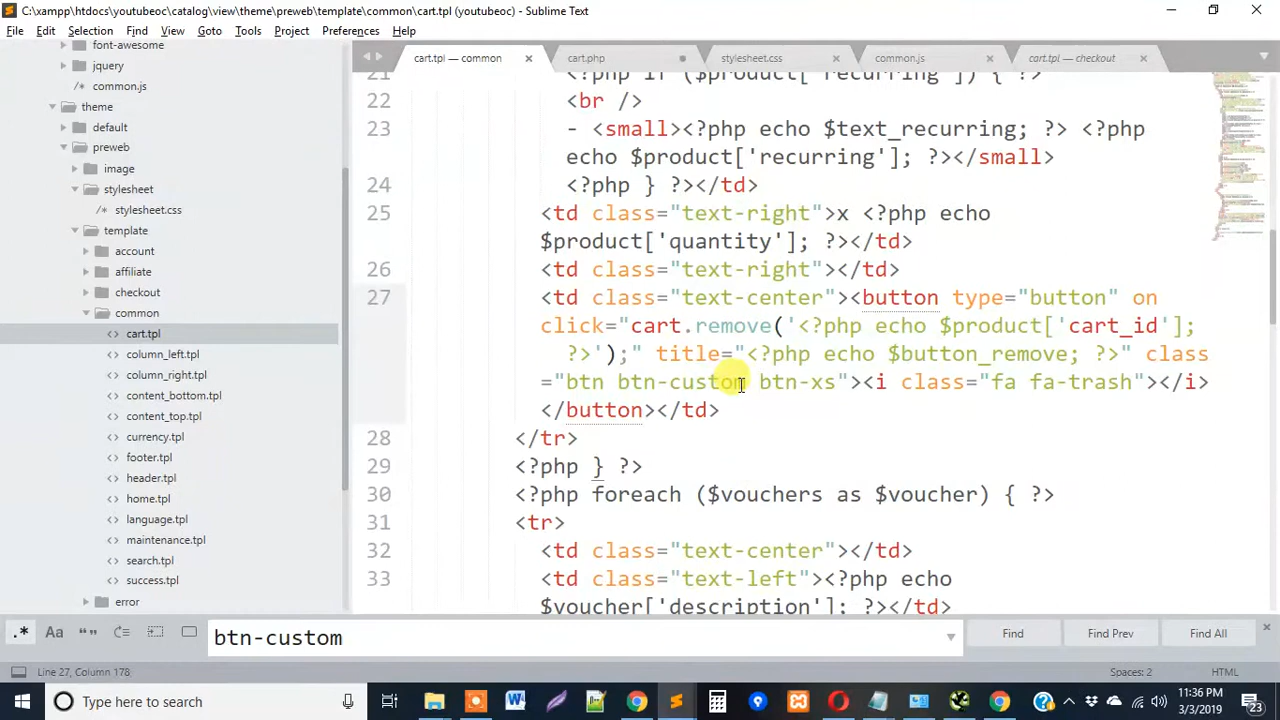 C:\xampp\htdocs\youtubeoc\catalog\view\theme\preweb\template\common\cart.tpl (youtubeoc) - Sublime Text
File Edit Selection Find View Goto Tools Project Preferences Help
font-awesome
jquery
common.js
theme
default
preweb
image
stylesheet
stylesheet.css
template
account
affiliate
checkout
common
cart.tpl
column_left.tpl
column_right.tpl
content_bottom.tpl
content_top.tpl
currency.tpl
footer.tpl
header.tpl
home.tpl
language.tpl
maintenance.tpl
search.tpl
success.tpl
error
cart.tpl — common cart.php stylesheet.css common.js cart.tpl — checkout
21 <?php if ($product['recurring']) { ?>
22 <br />
23 - <small><?php echo $text_recurring; ?> <?php
echo $product['recurring']; ?></small>
24 <?php } ?></td>
25 <td class="text-right">x <?php echo
$product['quantity']; ?></td>
26 <td class="text-right"></td>
27 <td class="text-center"><button type="button" on
click="cart.remove('<?php echo $product['cart_id'];
?>');" title="<?php echo $button_remove; ?>" class
="btn btn-custom btn-xs"><i class="fa fa-trash"></i>
</button></td>
28 </tr>
29 <?php } ?>
30 <?php foreach ($vouchers as $voucher) { ?>
31 <tr>
32 <td class="text-center"></td>
33 <td class="text-left"><?php echo
$voucher['description']; ?></td>
.* Aa “” btn-custom Find Find Prev Find All
Line 27, Column 178 Spaces: 2 HTML
Type here to search
11:36 PM
3/3/2019
23